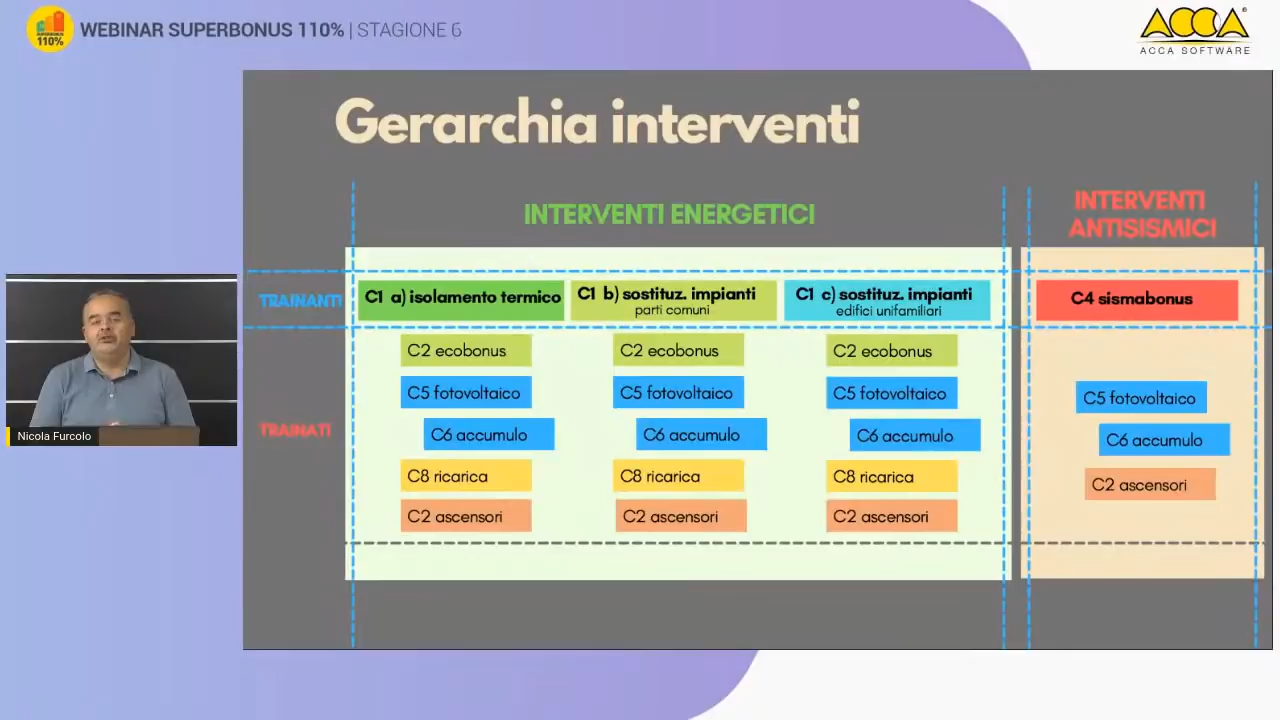 SUPERBONUS
110%
WEBINAR SUPERBONUS 110% | STAGIONE 6
ACCA
ACCA SOFTWARE
Gerarchia interventi
INTERVENTI ENERGETICI
INTERVENTI
ANTISISMICI
TRAINANTI
C1 a) isolamento termico
C1 b) sostituz. impianti
parti comuni
C1 c) sostituz. impianti
edifici unifamiliari
C4 sismabonus
TRAINATI
C2 ecobonus
C5 fotovoltaico
C6 accumulo
C8 ricarica
C2 ascensori
C2 ecobonus
C5 fotovoltaico
C6 accumulo
C8 ricarica
C2 ascensori
C2 ecobonus
C5 fotovoltaico
C6 accumulo
C8 ricarica
C2 ascensori
C5 fotovoltaico
C6 accumulo
C2 ascensori
Nicola Furcolo